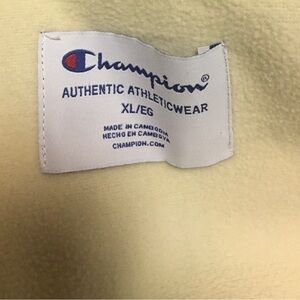 Champion®
AUTHENTIC ATHLETICWEAR
XL/EG
MADE IN CAMBODIA
HECHO EN CAMBOYA
CHAMPION.COM